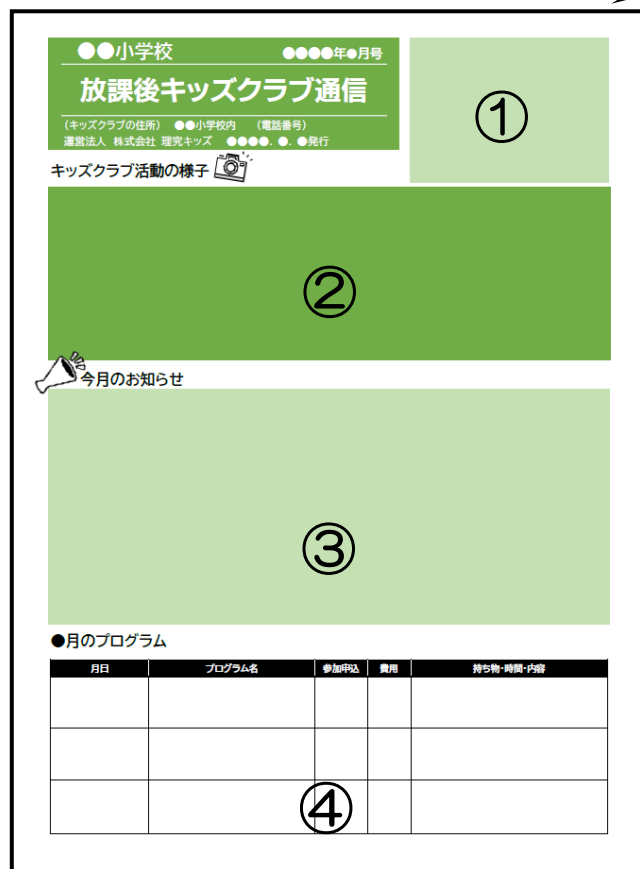 ●●小学校 ●●●●年●月号
放課後キッズクラブ通信
(キッズクラブの住所) ●●小学校内 (電話番号)
運営法人 株式会社 理究キッズ ●●●●. ●. ●発行
①
キッズクラブ活動の様子
②
今月のお知らせ
③
●月のプログラム
月日 プログラム名 参加申込 費用 持ち物・時間・内容
④